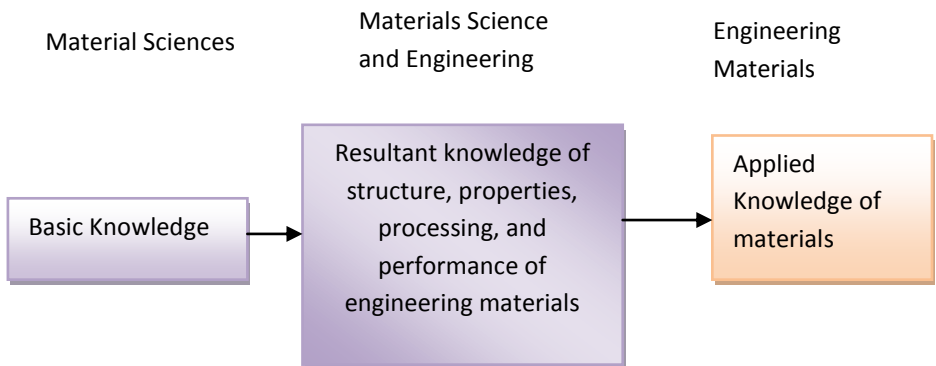 Material Sciences
Materials Science
and Engineering
Engineering
Materials
Basic Knowledge
Resultant knowledge of
structure, properties,
processing, and
performance of
engineering materials
Applied
Knowledge of
materials